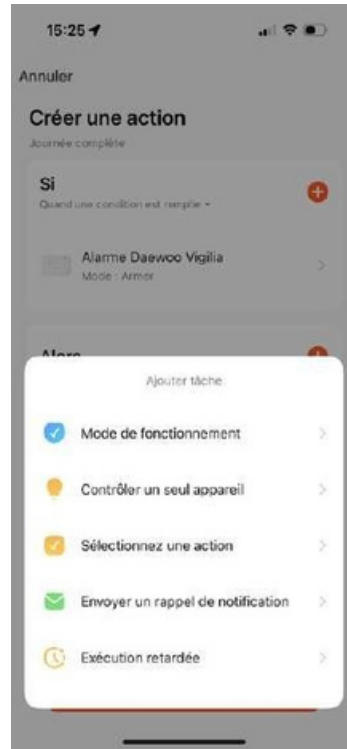 15:25
Annuler
Créer une action
Journée complète
Si
Quand une condition est remplie
Alarme Daewoo Vigilia
Mode : Armer
Alors
Ajouter tâche
Mode de fonctionnement
Contrôler un seul appareil
Sélectionnez une action
Envoyer un rappel de notification
Exécution retardée